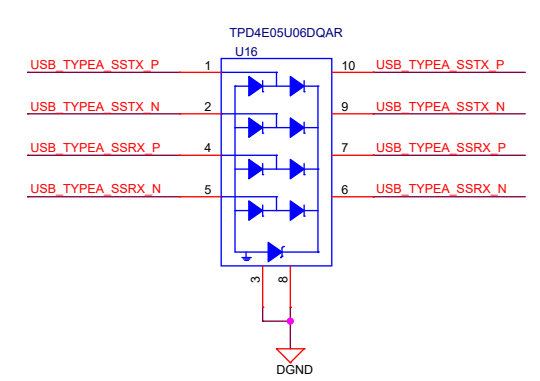 TPD4E05U06DQAR
U16
USB_TYPEA_SSTX_P 1 10 USB_TYPEA_SSTX_P
USB_TYPEA_SSTX_N 2 9 USB_TYPEA_SSTX_N
USB_TYPEA_SSRX_P 4 7 USB_TYPEA_SSRX_P
USB_TYPEA_SSRX_N 5 6 USB_TYPEA_SSRX_N
3 8
DGND